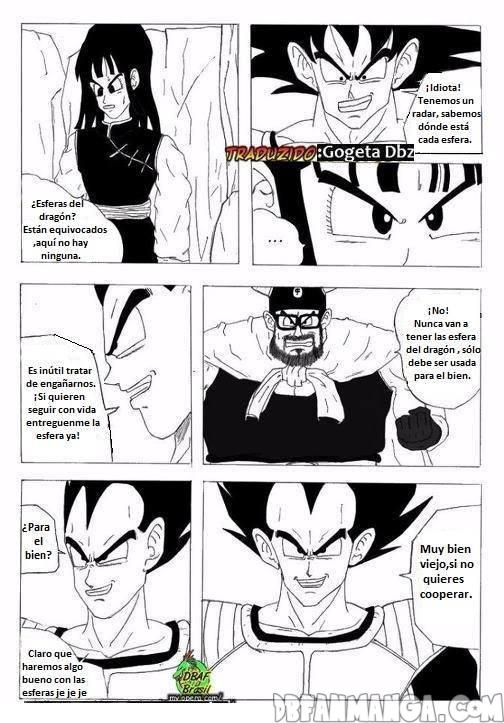 ¿Esferas del
dragón?
Están equivocados
,aquí no hay
ninguna.
¡Idiota!
Tenemos un
radar, sabemos
dónde está
cada esfera.
TRADUZIDO:Gogeta Dbz
...
Es inútil tratar
de engañarnos.
¡Si quieren
seguir con vida
entreguenme la
esfera ya!
¡No!
Nunca van a
tener las esfera
del dragón , sólo
debe ser usada
para el bien.
¿Para
el
bien?
Claro que
haremos algo
bueno con las
esferas je je je
Muy bien
viejo,si no
quieres
cooperar.
DBAF
Brasil
my.opera.com/
DBFANMANGA.COM